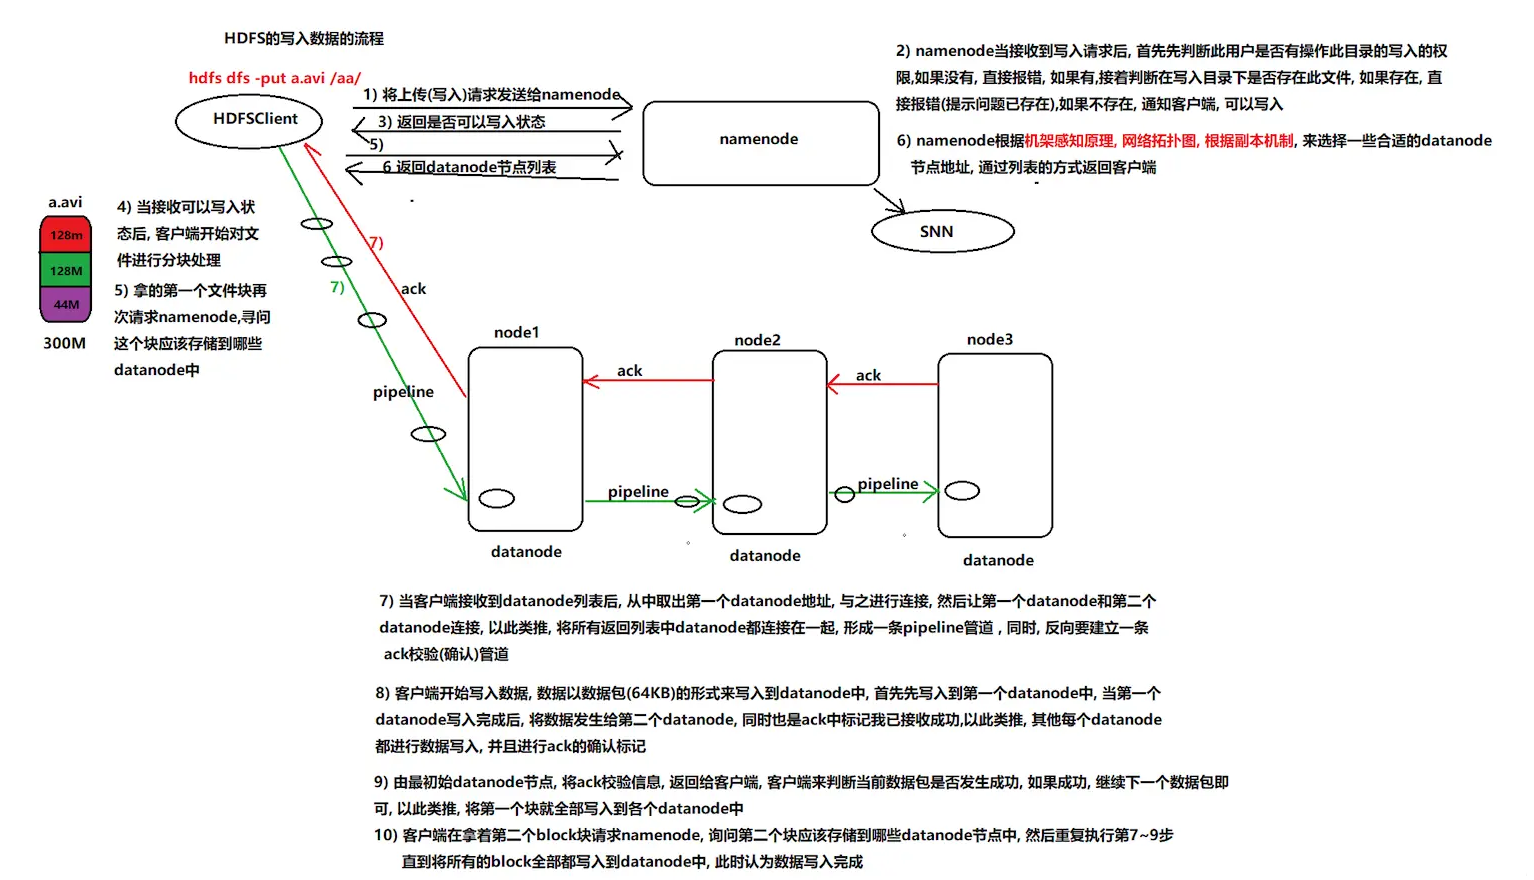 HDFS的写入数据的流程
hdfs dfs -put a.avi /aa/
HDFSClient
1) 将上传(写入)请求发送给namenode
3) 返回是否可以写入状态
5)
6 返回datanode节点列表
namenode
SNN
2) namenode当接收到写入请求后, 首先先判断此用户是否有操作此目录的写入的权
限,如果没有, 直接报错, 如果有,接着判断在写入目录下是否存在此文件, 如果存在, 直
接报错(提示问题已存在),如果不存在, 通知客户端, 可以写入
6) namenode根据机架感知原理, 网络拓扑图, 根据副本机制, 来选择一些合适的datanode
节点地址, 通过列表的方式返回客户端
a.avi
128m
128M
44M
300M
4) 当接收可以写入状
态后, 客户端开始对文
件进行分块处理
5) 拿的第一个文件块再
次请求namenode,寻问
这个块应该存储到哪些
datanode中
7)
7)
ack
pipeline
node1
node2
node3
ack
ack
pipeline
pipeline
datanode
datanode
datanode
7) 当客户端接收到datanode列表后, 从中取出第一个datanode地址, 与之进行连接, 然后让第一个datanode和第二个
datanode连接, 以此类推, 将所有返回列表中datanode都连接在一起, 形成一条pipeline管道 , 同时, 反向要建立一条
ack校验(确认)管道
8) 客户端开始写入数据, 数据以数据包(64KB)的形式来写入到datanode中, 首先先写入到第一个datanode中, 当第一个
datanode写入完成后, 将数据发生给第二个datanode, 同时也是ack中标记我已接收成功,以此类推, 其他每个datanode
都进行数据写入, 并且进行ack的确认标记
9) 由最初始datanode节点, 将ack校验信息, 返回给客户端, 客户端来判断当前数据包是否发生成功, 如果成功, 继续下一个数据包即
可, 以此类推, 将第一个块就全部写入到各个datanode中
10) 客户端在拿着第二个block块请求namenode, 询问第二个块应该存储到哪些datanode节点中, 然后重复执行第7~9步
直到将所有的block全部都写入到datanode中, 此时认为数据写入完成